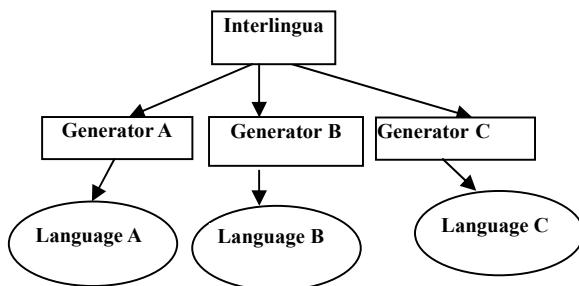 Interlingua
Generator A
Generator B
Generator C
Language A
Language B
Language C